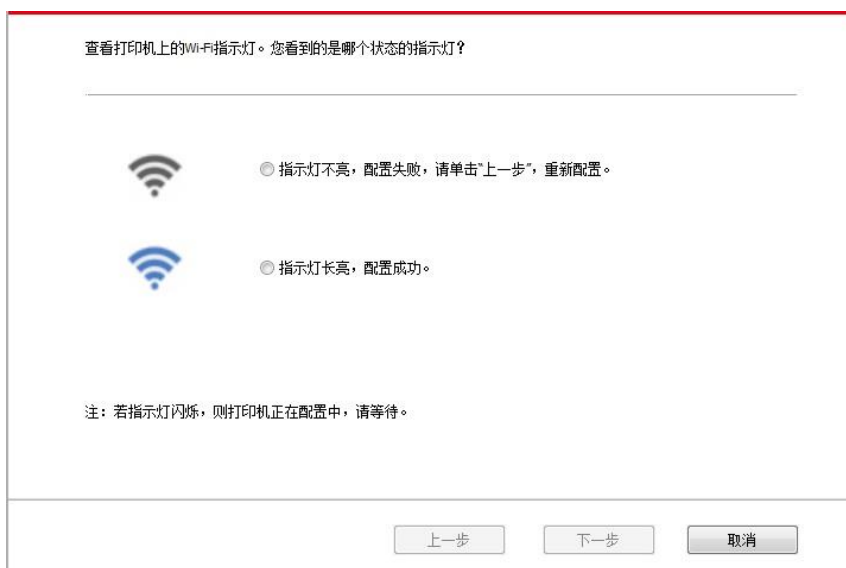 查看打印机上的Wi-Fi指示灯。您看到的是哪个状态的指示灯?
指示灯不亮，配置失败，请单击“上一步”，重新配置。
指示灯长亮，配置成功。
注：若指示灯闪烁，则打印机正在配置中，请等待。
上一步
下一步
取消